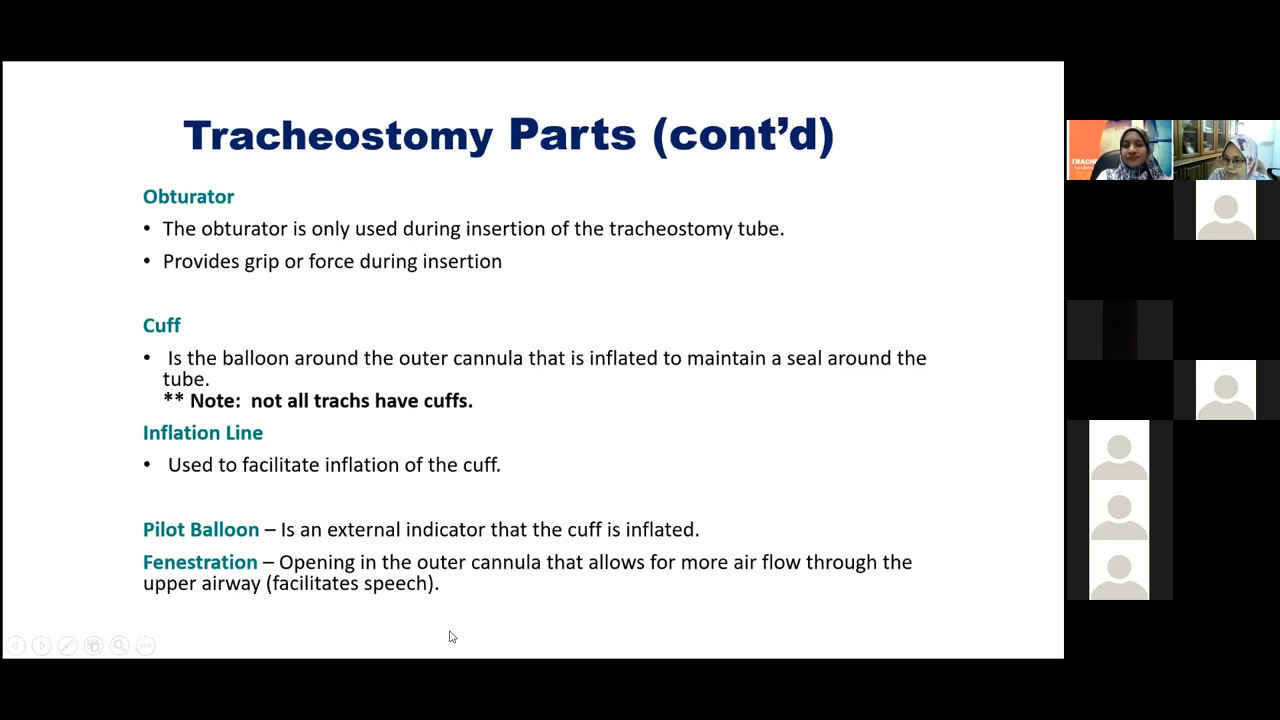 Tracheostomy Parts (cont’d)
Obturator
• The obturator is only used during insertion of the tracheostomy tube.
• Provides grip or force during insertion
Cuff
• Is the balloon around the outer cannula that is inflated to maintain a seal around the
tube.
** Note: not all trachs have cuffs.
Inflation Line
• Used to facilitate inflation of the cuff.
Pilot Balloon – Is an external indicator that the cuff is inflated.
Fenestration – Opening in the outer cannula that allows for more air flow through the
upper airway (facilitates speech).